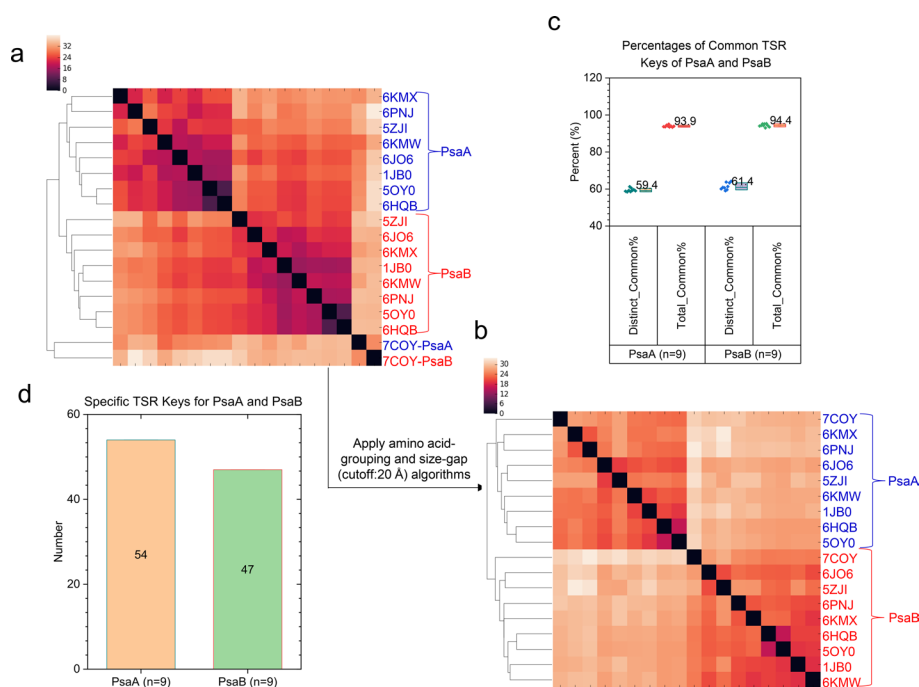 a
32
24
16
8
0
6KMX
6PNJ
5ZJI
6KMW
6JO6
1JB0
5OY0
6HQB
PsaA
5ZJI
6JO6
6KMX
1JB0
6KMW
6PNJ
5OY0
6HQB
PsaB
7COY-PsaA
7COY-PsaB
c
Percentages of Common TSR
Keys of PsaA and PsaB
Percent (%)
120
100
80
60
40
59.4
93.9
61.4
94.4
Distinct_Common%
Total_Common%
Distinct_Common%
Total_Common%
PsaA (n=9)
PsaB (n=9)
d
Specific TSR Keys for PsaA and PsaB
Number
60
40
20
0
54
47
PsaA (n=9)
PsaB (n=9)
Apply amino acid-
grouping and size-gap
(cutoff:20 Å) algorithms
b
30
24
18
12
6
0
7COY
6KMX
6PNJ
6JO6
5ZJI
6KMW
1JB0
6HQB
5OY0
PsaA
7COY
6JO6
5ZJI
6PNJ
6KMX
6HQB
5OY0
1JB0
6KMW
PsaB